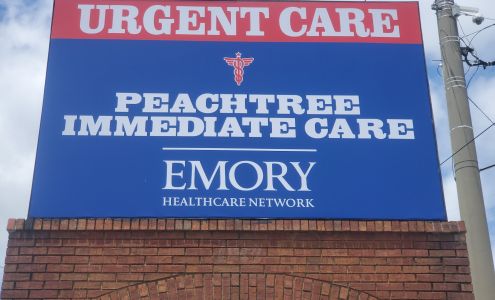 URGENT CARE
PEACHTREE
IMMEDIATE CARE
EMORY
HEALTHCARE NETWORK